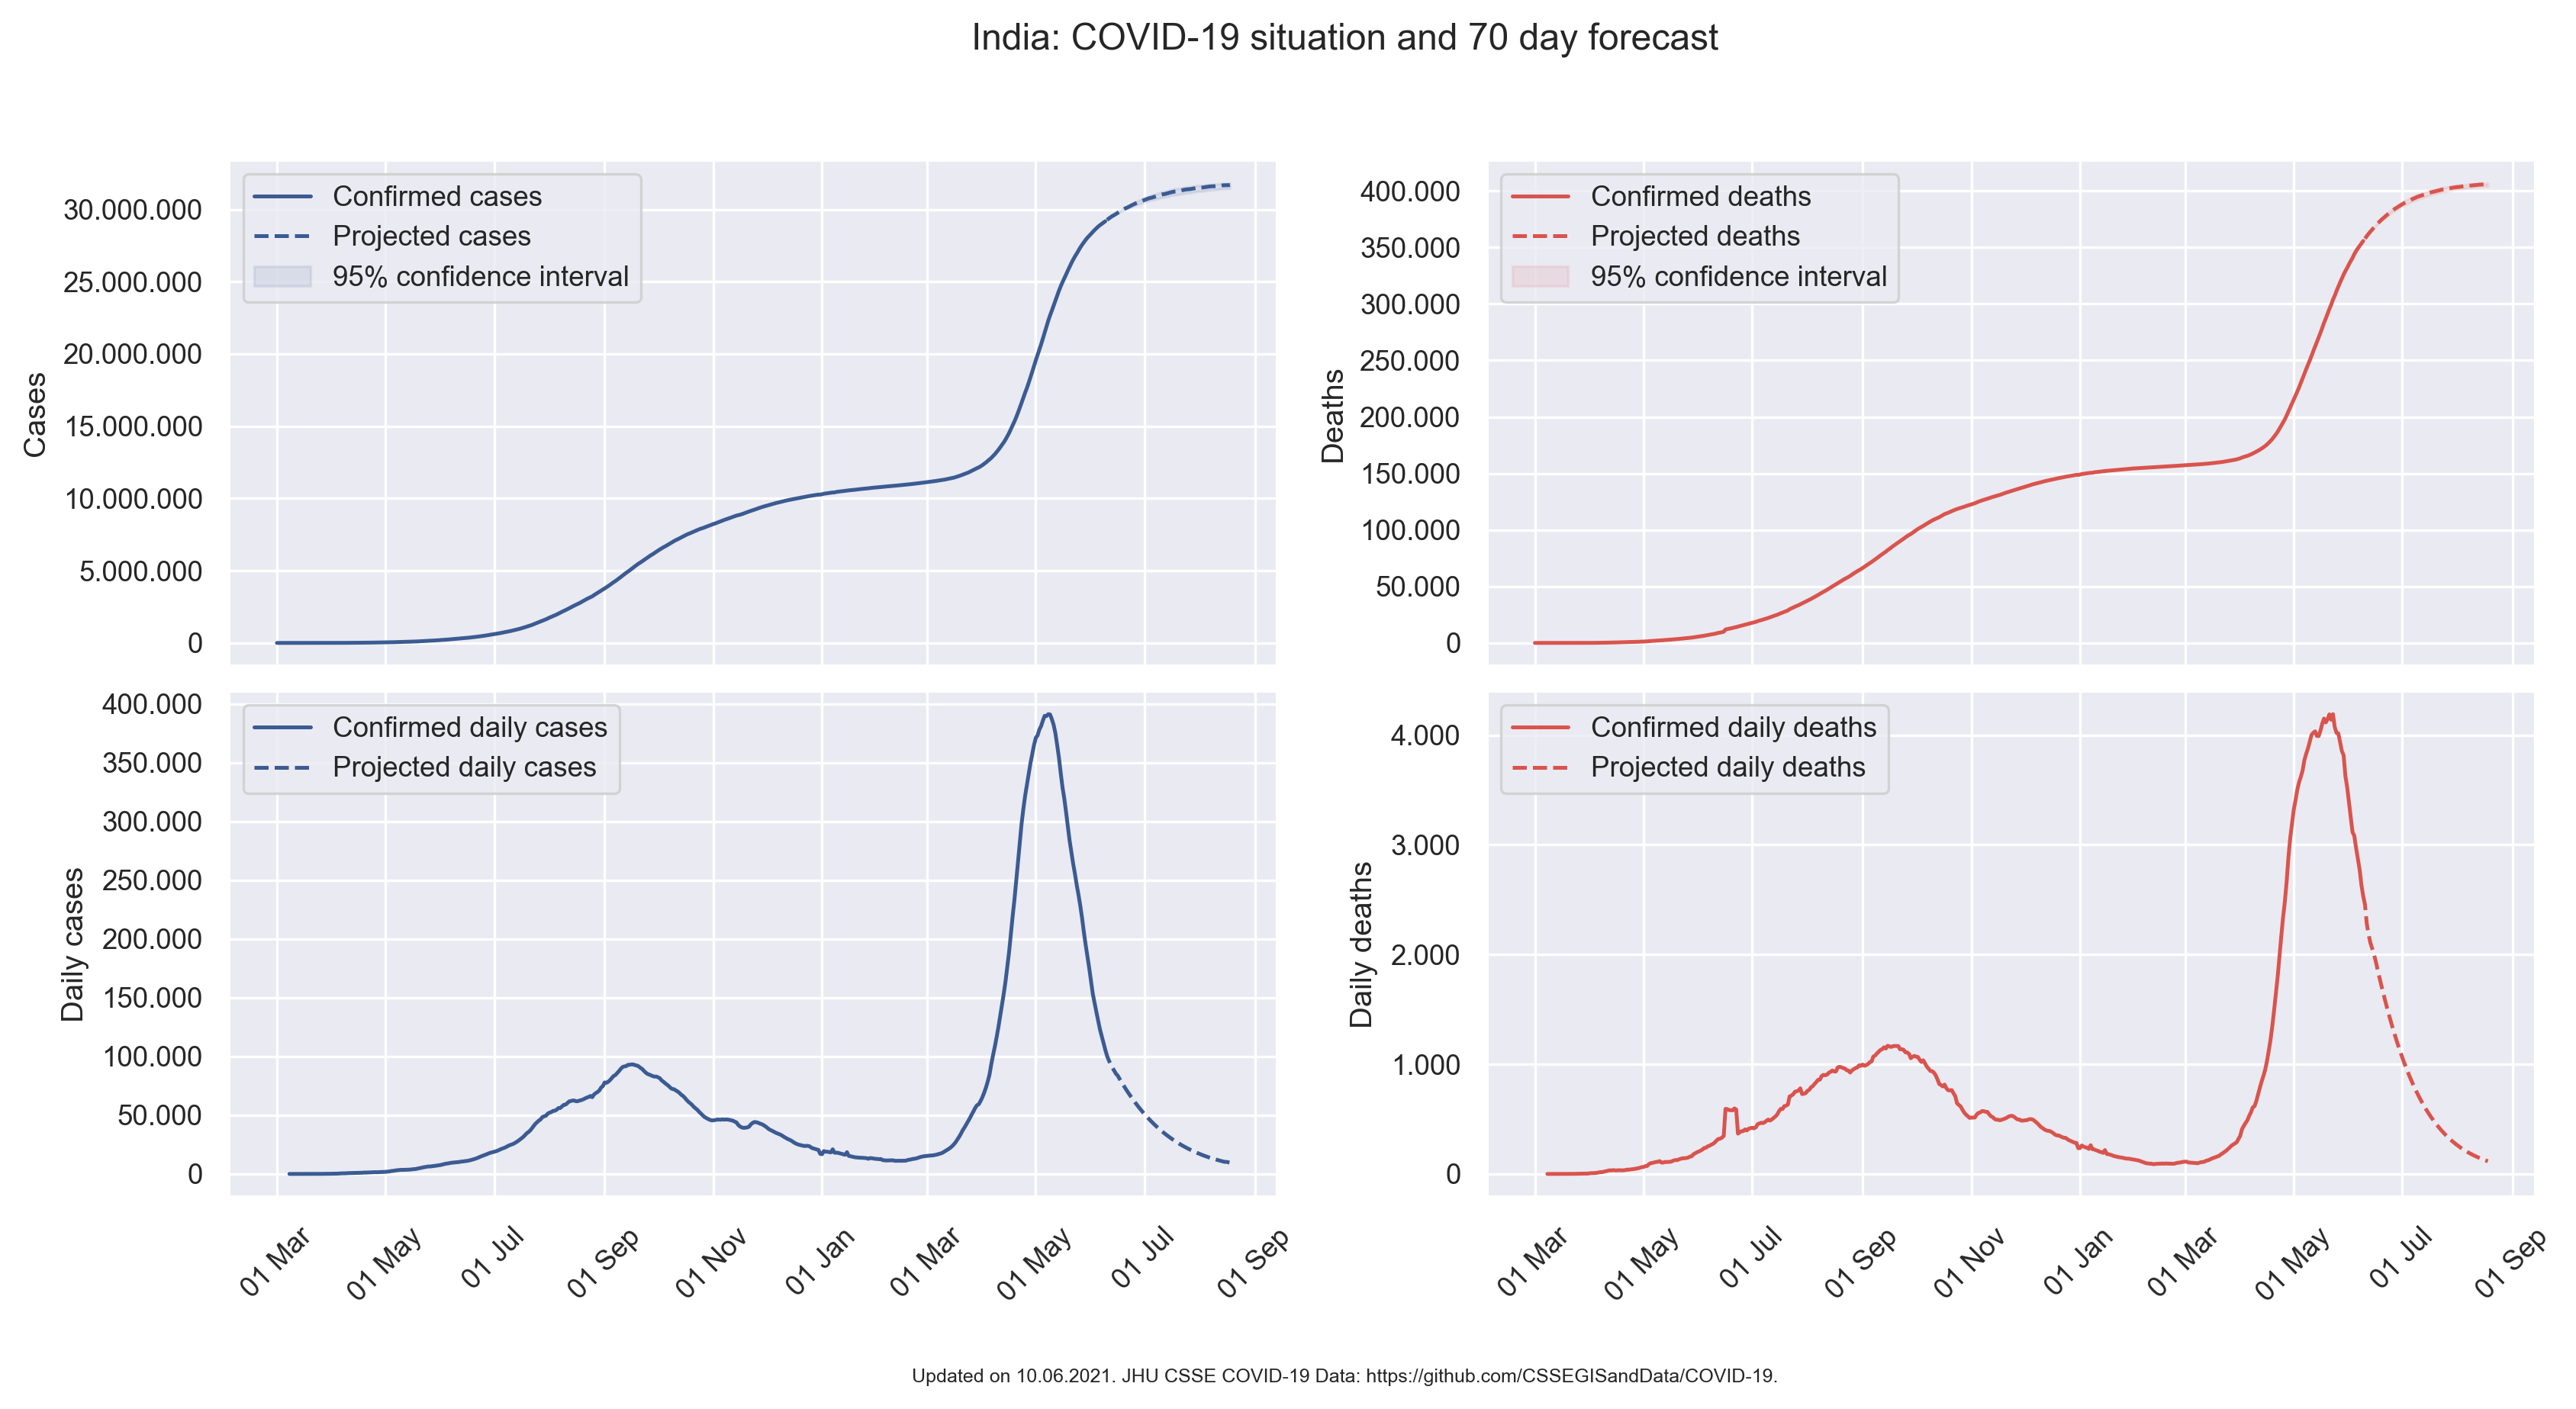 India: COVID-19 situation and 70 day forecast
Cases
30.000.000
25.000.000
20.000.000
15.000.000
10.000.000
5.000.000
0
Confirmed cases
Projected cases
95% confidence interval
Deaths
400.000
350.000
300.000
250.000
200.000
150.000
100.000
50.000
0
Confirmed deaths
Projected deaths
95% confidence interval
Daily cases
400.000
350.000
300.000
250.000
200.000
150.000
100.000
50.000
0
Confirmed daily cases
Projected daily cases
01 Mar
01 May
01 Jul
01 Sep
01 Nov
01 Jan
01 Mar
01 May
01 Jul
01 Sep
Daily deaths
4.000
3.000
2.000
1.000
0
Confirmed daily deaths
Projected daily deaths
01 Mar
01 May
01 Jul
01 Sep
01 Nov
01 Jan
01 Mar
01 May
01 Jul
01 Sep
Updated on 10.06.2021. JHU CSSE COVID-19 Data: https://github.com/CSSEGISandData/COVID-19.